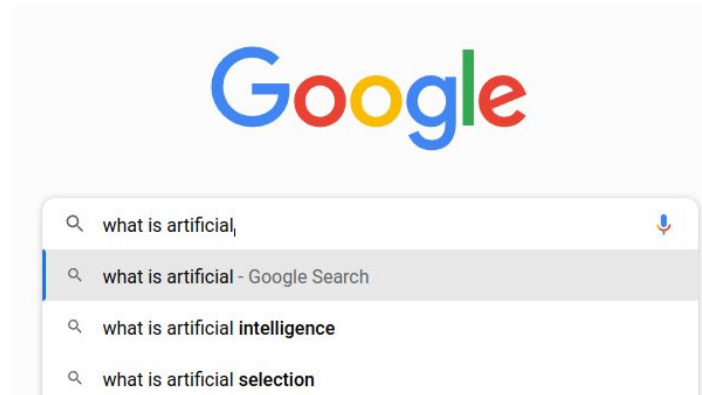 Google
what is artificial
what is artificial - Google Search
what is artificial intelligence
what is artificial selection